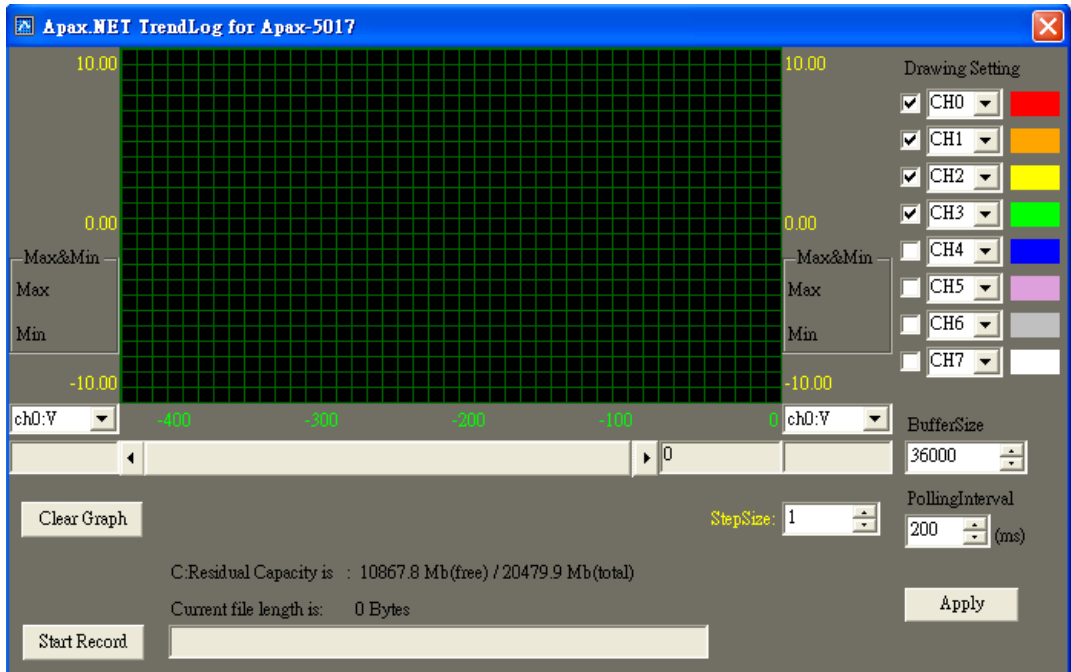 Apax.NET TrendLog for Apax-5017
10.00
10.00
Drawing Setting
CH0
CH1
CH2
CH3
0.00
0.00
Max&Min
Max&Min
CH4
Max
Max
CH5
Min
Min
CH6
CH7
-10.00
-10.00
ch0:V
-400
-300
-200
-100
0
ch0:V
BufferSize
0
36000
PollingInterval
Clear Graph
StepSize:
1
200
(ms)
C:Residual Capacity is : 10867.8 Mb(free) / 20479.9 Mb(total)
Current file length is: 0 Bytes
Apply
Start Record